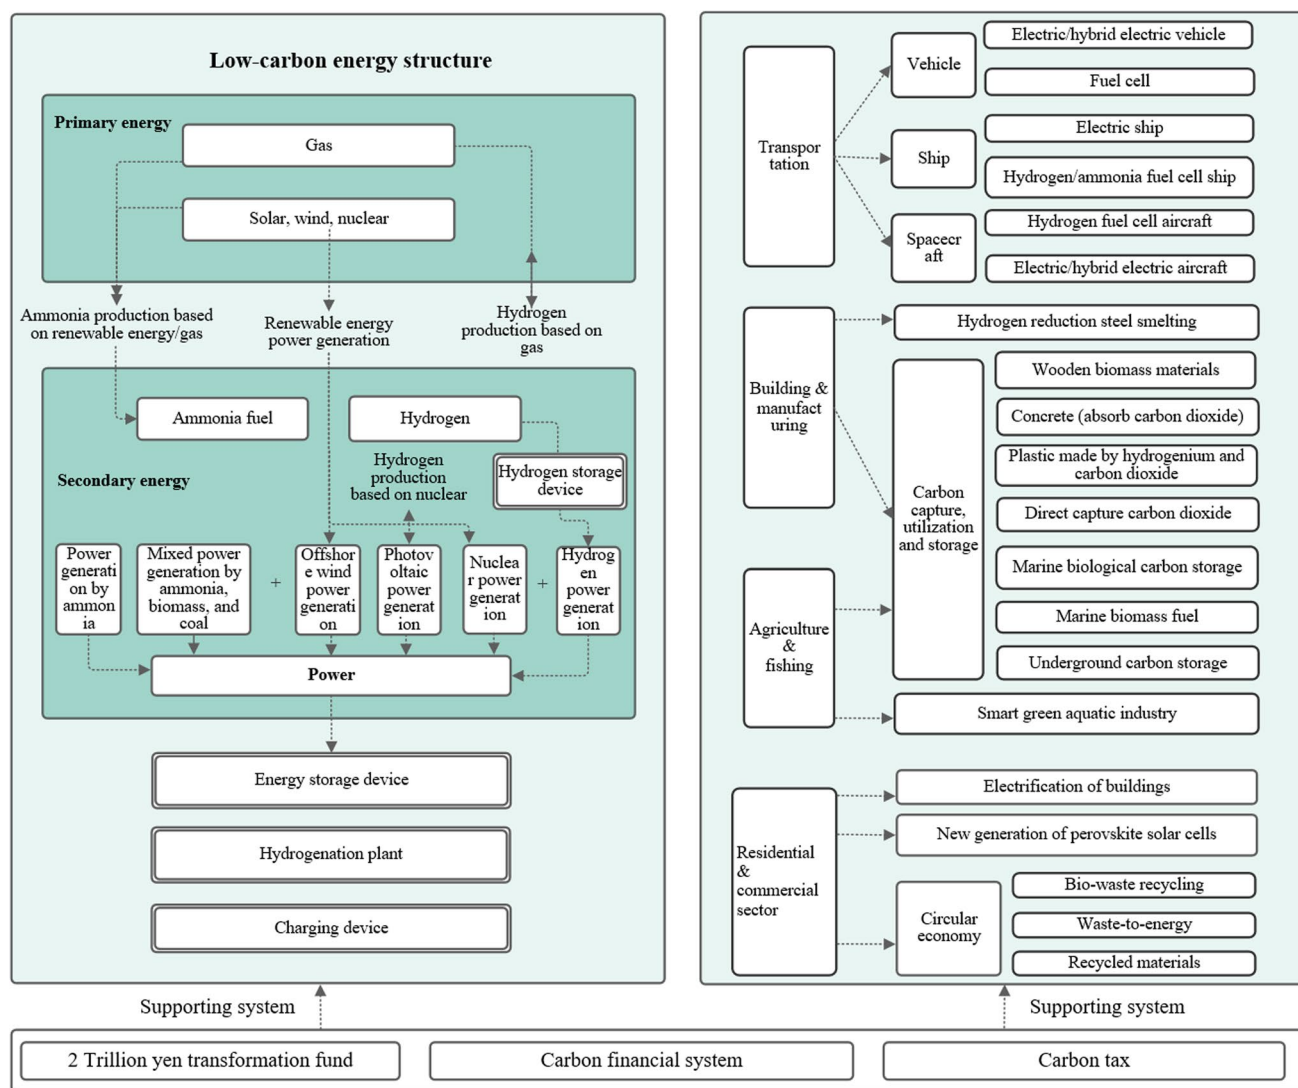 Low-carbon energy structure
Primary energy
Gas
Solar, wind, nuclear
Ammonia production based
on renewable energy/gas
Renewable energy
power generation
Hydrogen
production based on
gas
Ammonia fuel
Hydrogen
Secondary energy
Hydrogen
production
based on nuclear
Hydrogen storage
device
Power
generati
on by
ammon
ia
Mixed power
generation by
ammonia,
biomass, and
coal
+
Offshor
e wind
power
generati
on
Photov
oltaic
power
generat
ion
Nuclea
r power
generat
ion
+
Hydro
gen
power
generat
ion
Power
Energy storage device
Hydrogenation plant
Charging device
Transpor
tation
Vehicle
Electric/hybrid electric vehicle
Fuel cell
Ship
Electric ship
Hydrogen/ammonia fuel cell ship
Spacecr
aft
Hydrogen fuel cell aircraft
Electric/hybrid electric aircraft
Building &
manufact
uring
Hydrogen reduction steel smelting
Carbon
capture,
utilization
and storage
Wooden biomass materials
Concrete (absorb carbon dioxide)
Plastic made by hydrogenium and
carbon dioxide
Direct capture carbon dioxide
Marine biological carbon storage
Marine biomass fuel
Underground carbon storage
Agriculture
&
fishing
Smart green aquatic industry
Residential
&
commercial
sector
Electrification of buildings
New generation of perovskite solar cells
Circular
economy
Bio-waste recycling
Waste-to-energy
Recycled materials
Supporting system
Supporting system
2 Trillion yen transformation fund
Carbon financial system
Carbon tax